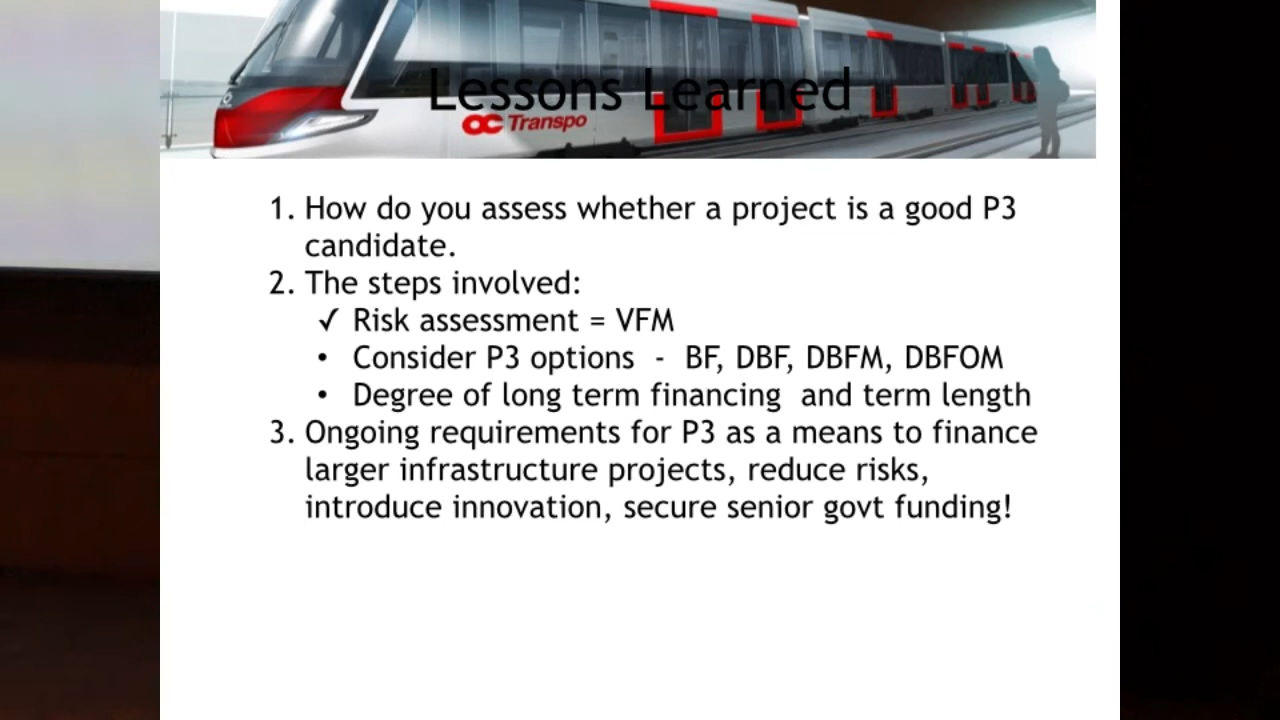 Lessons Learned
OC Transpo
1. How do you assess whether a project is a good P3
candidate.
2. The steps involved:
✓ Risk assessment = VFM
• Consider P3 options - BF, DBF, DBFM, DBFOM
• Degree of long term financing and term length
3. Ongoing requirements for P3 as a means to finance
larger infrastructure projects, reduce risks,
introduce innovation, secure senior govt funding!